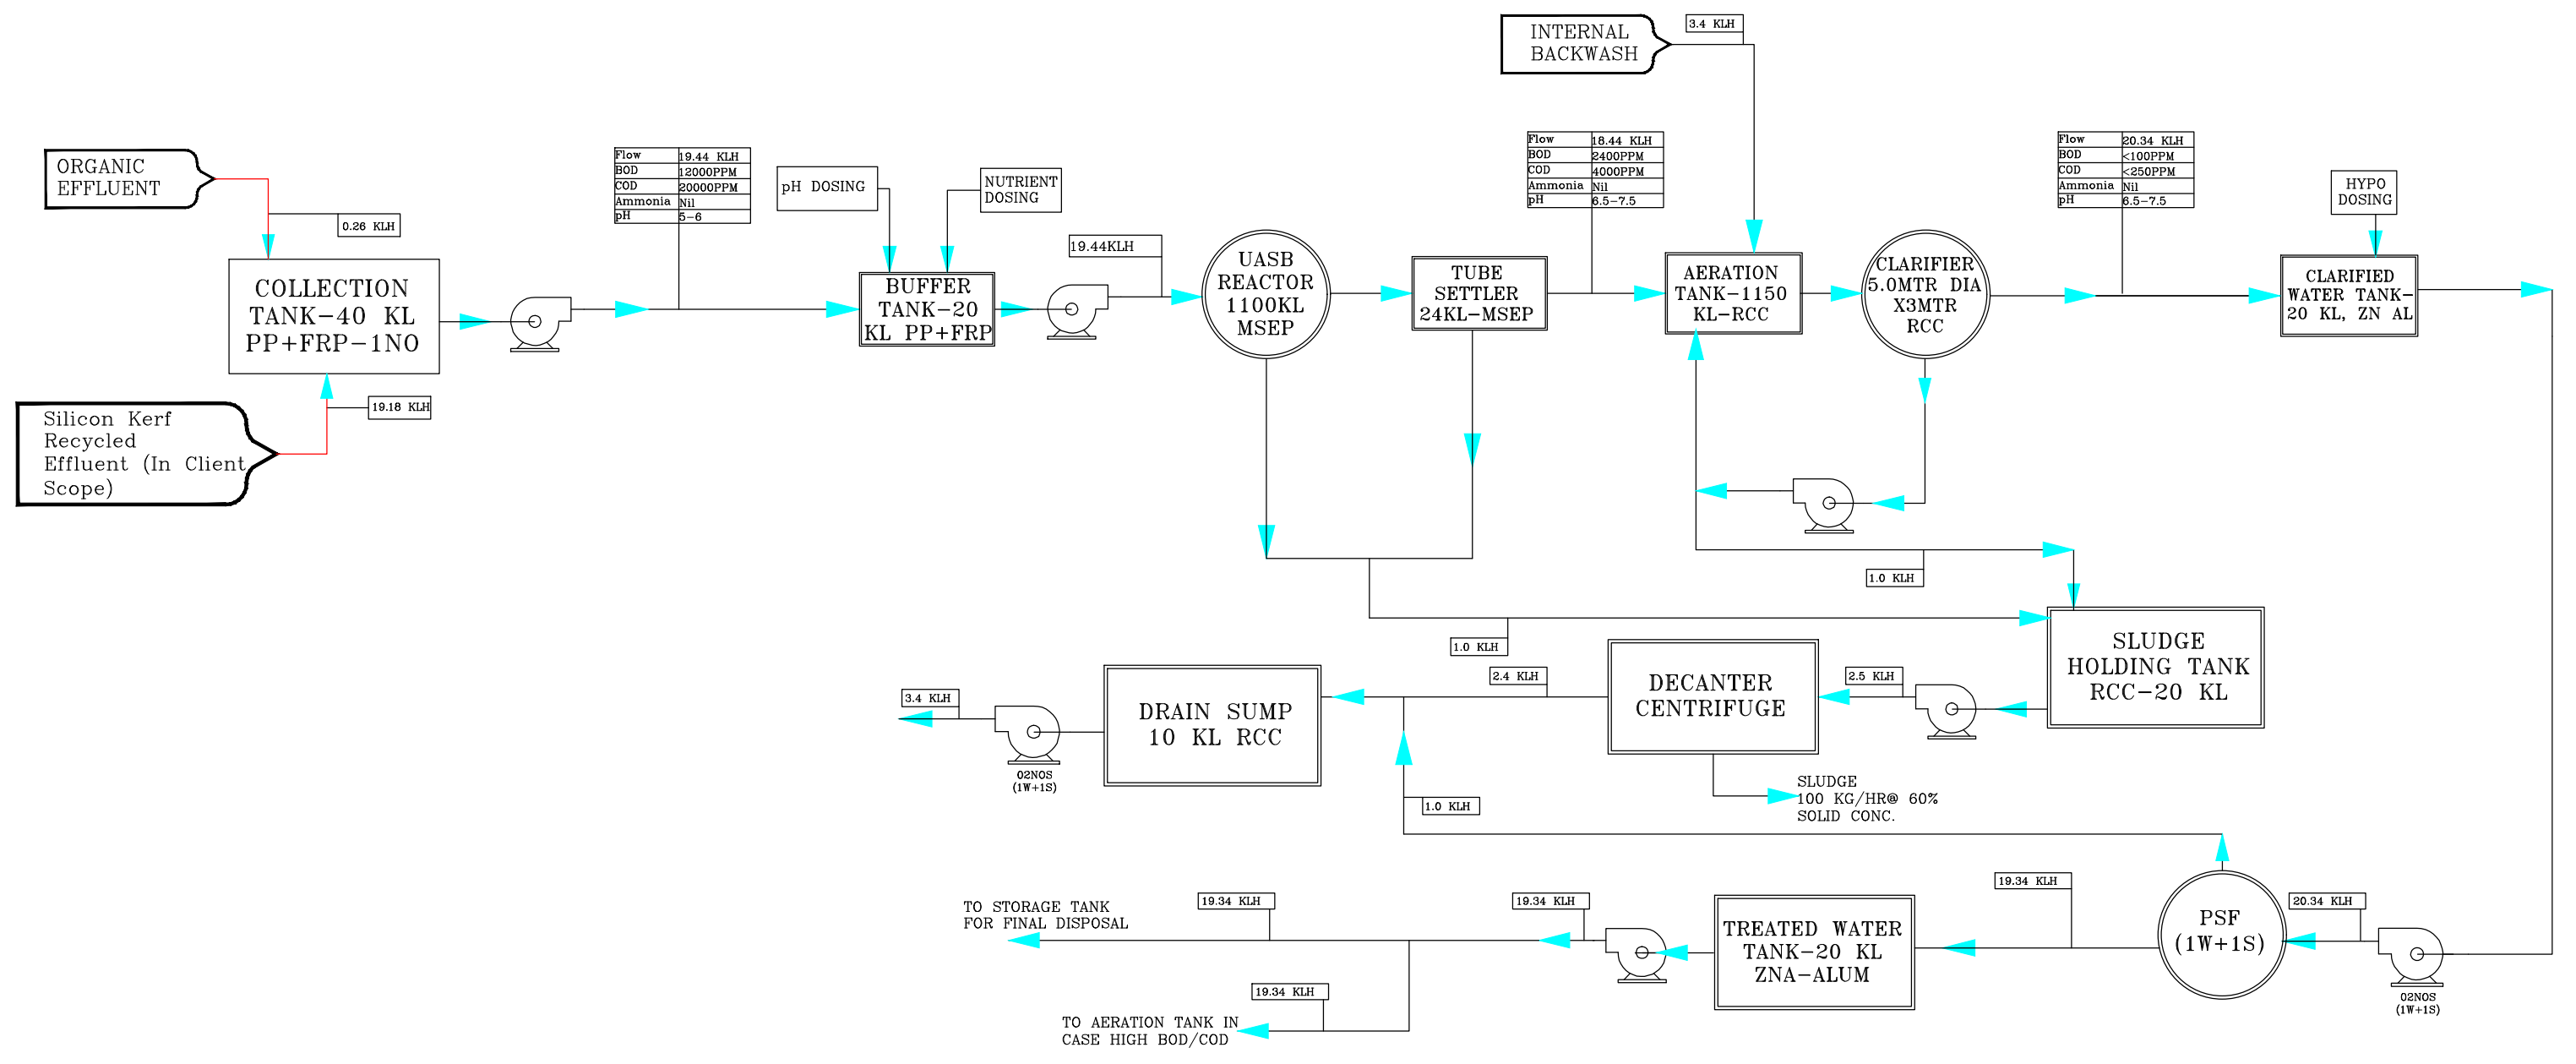 INTERNAL
BACKWASH
3.4 KLH
ORGANIC
EFFLUENT
0.26 KLH
COLLECTION
TANK-40 KL
PP+FRP-1NO
Silicon Kerf
Recycled
Effluent (In Client
Scope)
19.18 KLH
Flow 19.44 KLH
BOD 12000PPM
COD 20000PPM
Ammonia Nil
pH 5-6
pH DOSING
NUTRIENT
DOSING
BUFFER
TANK-20
KL PP+FRP
19.44KLH
UASB
REACTOR
1100KL
MSEP
TUBE
SETTLER
24KL-MSEP
Flow 18.44 KLH
BOD 2400PPM
COD 4000PPM
Ammonia Nil
pH 6.5-7.5
AERATION
TANK-1150
KL-RCC
CLARIFIER
5.0MTR DIA
X3MTR
RCC
Flow 20.34 KLH
BOD <100PPM
COD <250PPM
Ammonia Nil
pH 6.5-7.5
HYPO
DOSING
CLARIFIED
WATER TANK-
20 KL, ZN AL
1.0 KLH
1.0 KLH
SLUDGE
HOLDING TANK
RCC-20 KL
2.5 KLH
DECANTER
CENTRIFUGE
2.4 KLH
SLUDGE
100 KG/HR@ 60%
SOLID CONC.
DRAIN SUMP
10 KL RCC
3.4 KLH
02NOS
(1W+1S)
1.0 KLH
TO STORAGE TANK
FOR FINAL DISPOSAL
19.34 KLH
19.34 KLH
TREATED WATER
TANK-20 KL
ZNA-ALUM
19.34 KLH
PSF
(1W+1S)
20.34 KLH
02NOS
(1W+1S)
19.34 KLH
TO AERATION TANK IN
CASE HIGH BOD/COD